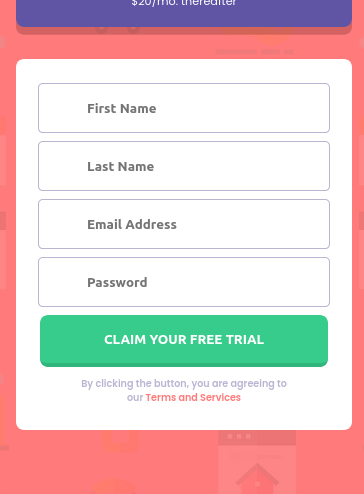 $20/mo. thereafter
First Name
Last Name
Email Address
Password
CLAIM YOUR FREE TRIAL
By clicking the button, you are agreeing to
our Terms and Services